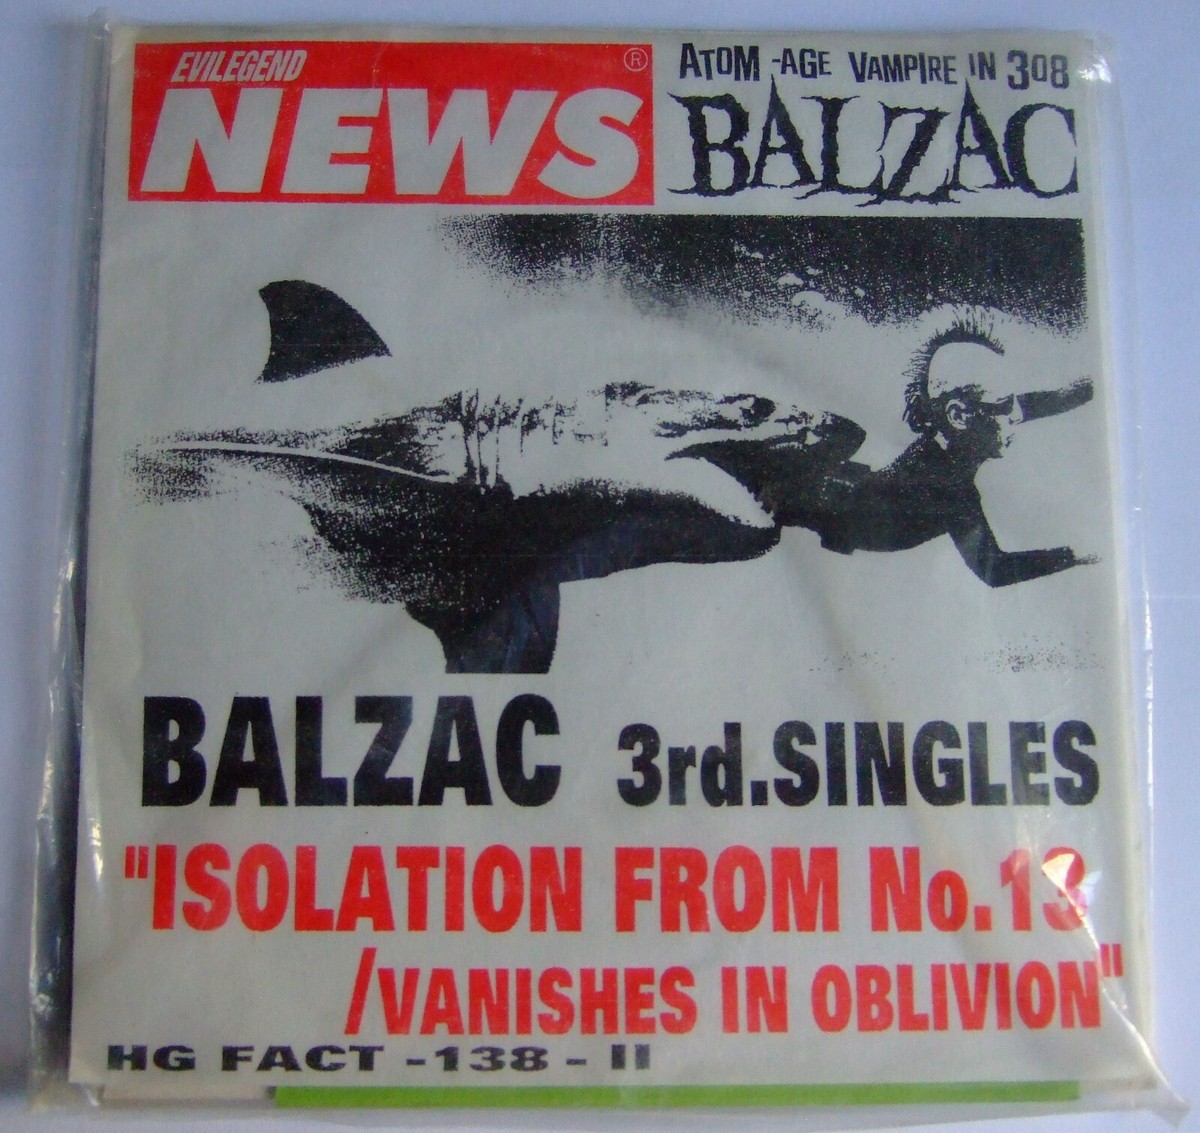 EVILEGEND
NEWS ®
ATOM-AGE VAMPIRE IN 308
BALZAC
BALZAC 3rd.SINGLES
"ISOLATION FROM No.13
/VANISHES IN OBLIVION"
HG FACT -138 - II